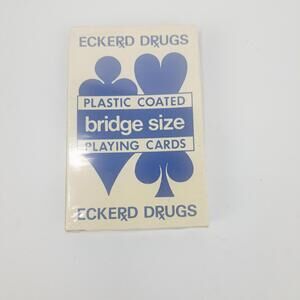 ECKERD DRUGS
PLASTIC COATED
bridge size
PLAYING CARDS
ECKERD DRUGS